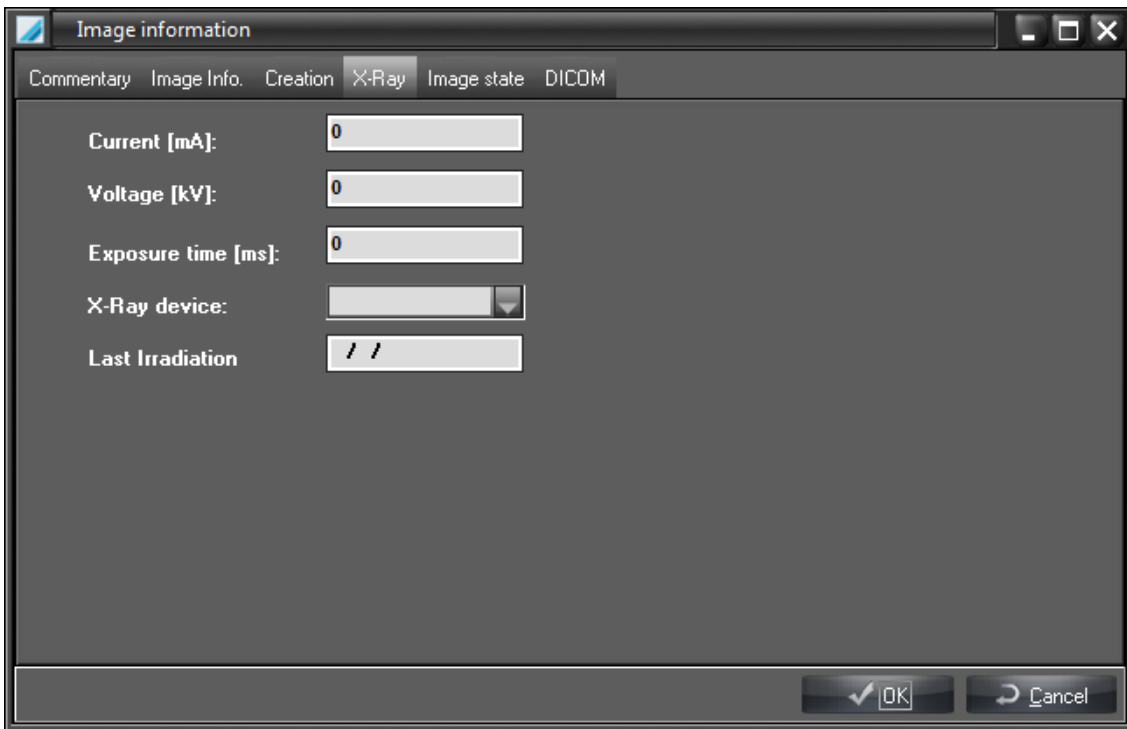 Image information
Commentary Image Info. Creation X-Ray Image state DICOM
Current [mA]: 0
Voltage [kV]: 0
Exposure time [ms]: 0
X-Ray device:
Last Irradiation / /
OK Cancel